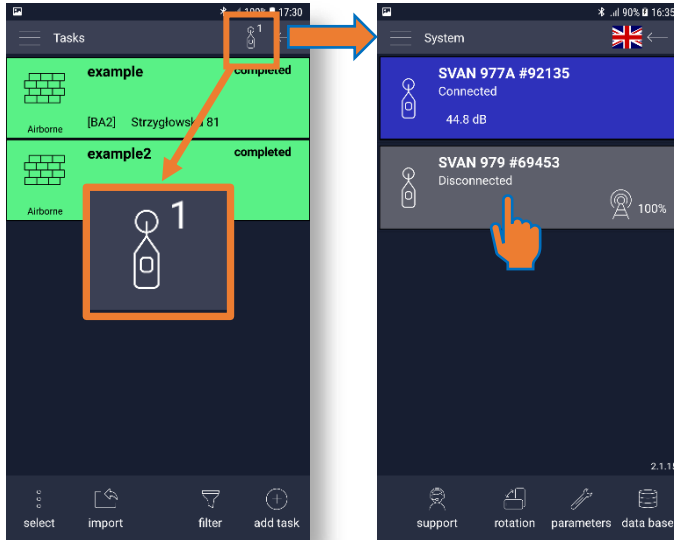 100% 17:30
Tasks
1
example completed
[BA2] Strzygłowska 81
Airborne
example2 completed
Airborne
1
select import filter add task
90% 16:35
System
SVAN 977A #92135
Connected
44.8 dB
SVAN 979 #69453
Disconnected
100%
2.1.15
support rotation parameters data base